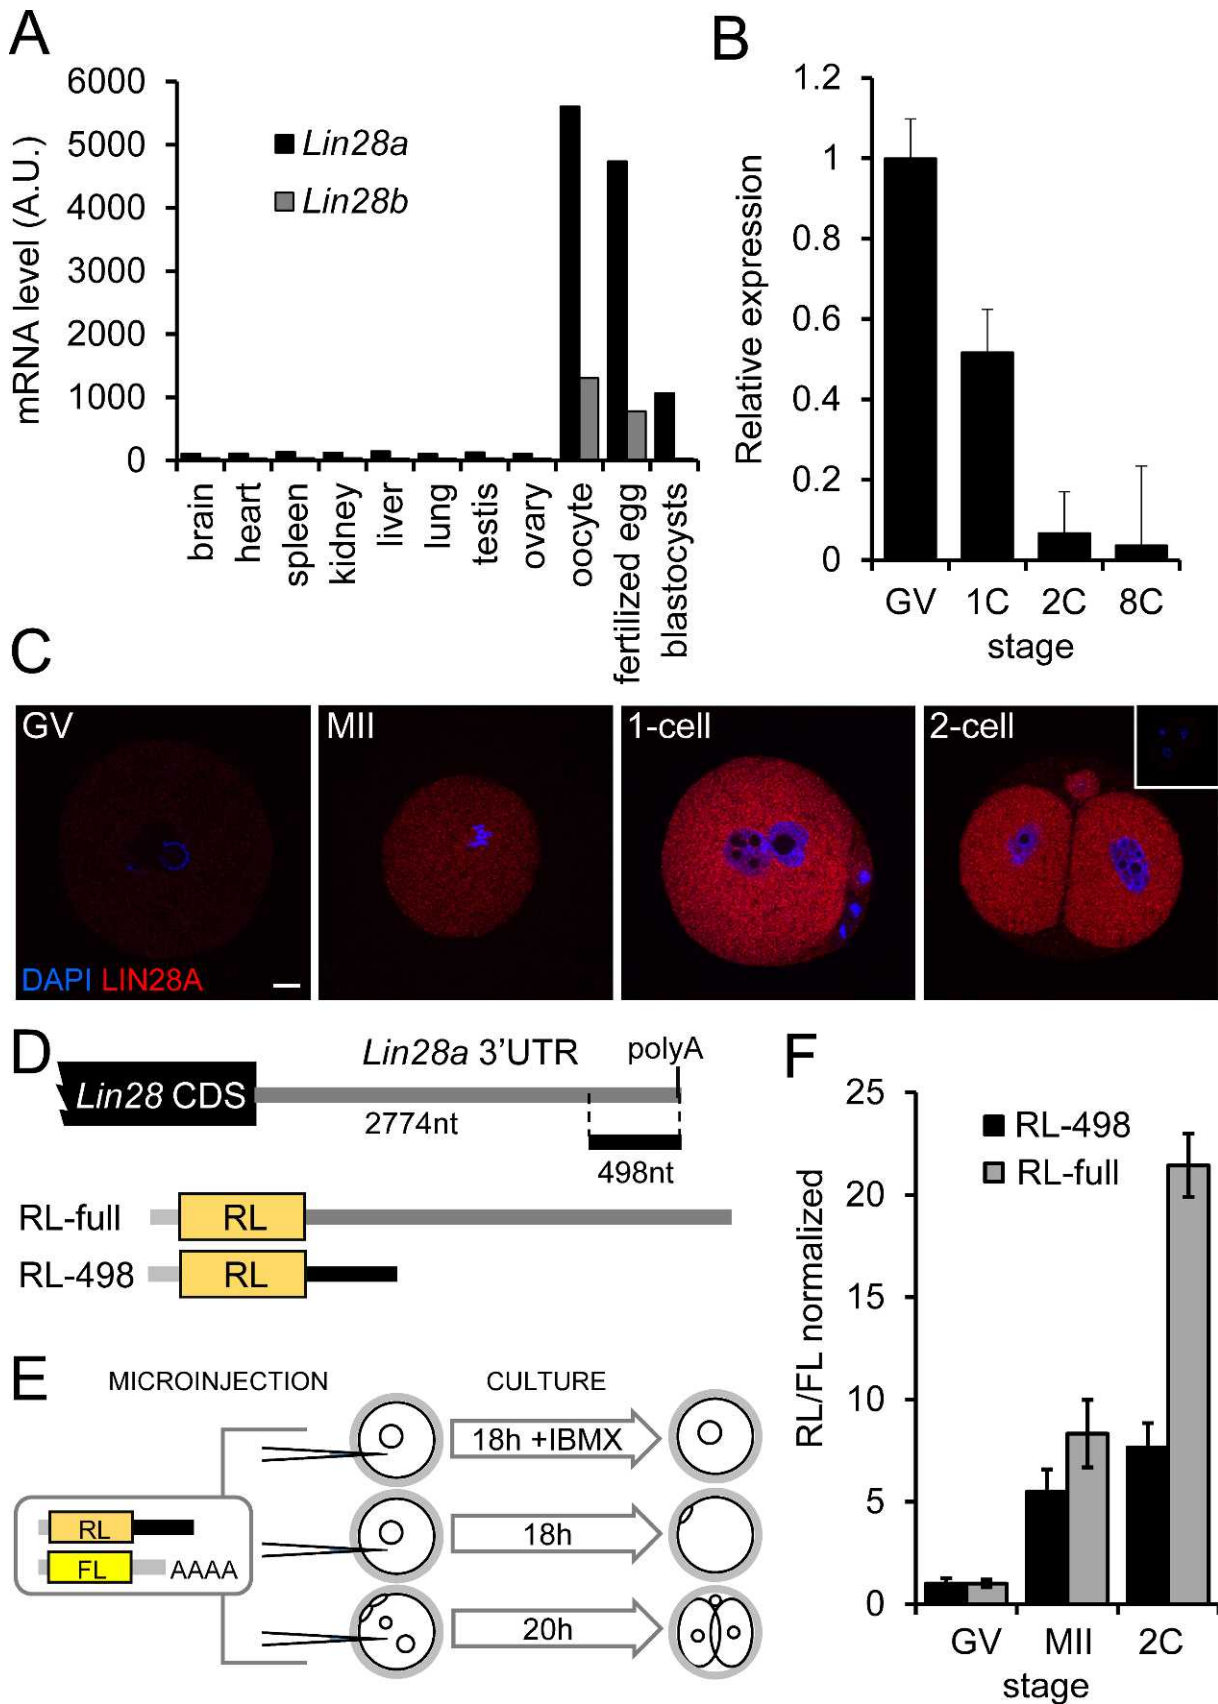 A
mRNA level (A.U.)
6000
5000
4000
3000
2000
1000
0
Lin28a
Lin28b
brain
heart
spleen
kidney
liver
lung
testis
ovary
oocyte
fertilized egg
blastocysts
B
Relative expression
1.2
1
0.8
0.6
0.4
0.2
0
GV 1C 2C 8C
stage
C
GV
MII
1-cell
2-cell
DAPI LIN28A
D
Lin28a 3'UTR
polyA
Lin28 CDS
2774nt
498nt
RL-full
RL
RL-498
RL
E
MICROINJECTION
CULTURE
18h +IBMX
18h
20h
RL
FL
AAAA
F
RL/FL normalized
25
20
15
10
5
0
RL-498
RL-full
GV MII 2C
stage